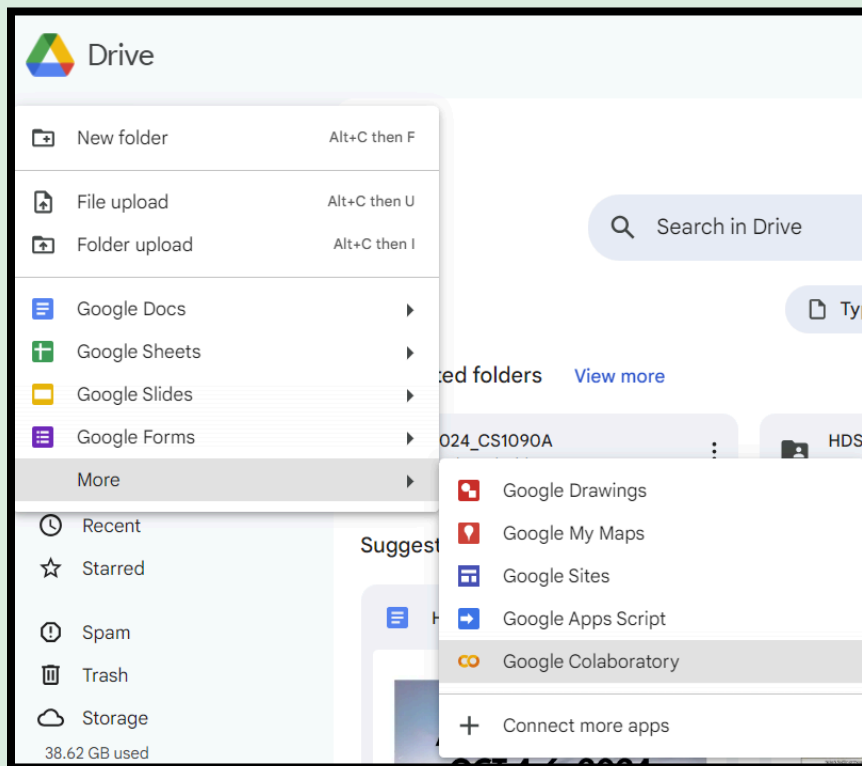 Drive
New folder Alt+C then F
File upload Alt+C then U
Folder upload Alt+C then I
Google Docs
Google Sheets
Google Slides
Google Forms
More
Recent
Starred
Spam
Trash
Storage
38.62 GB used
Search in Drive
Ty
ed folders View more
024_CS1090A
HDS
Suggest
H
Google Drawings
Google My Maps
Google Sites
Google Apps Script
Google Colaboratory
Connect more apps